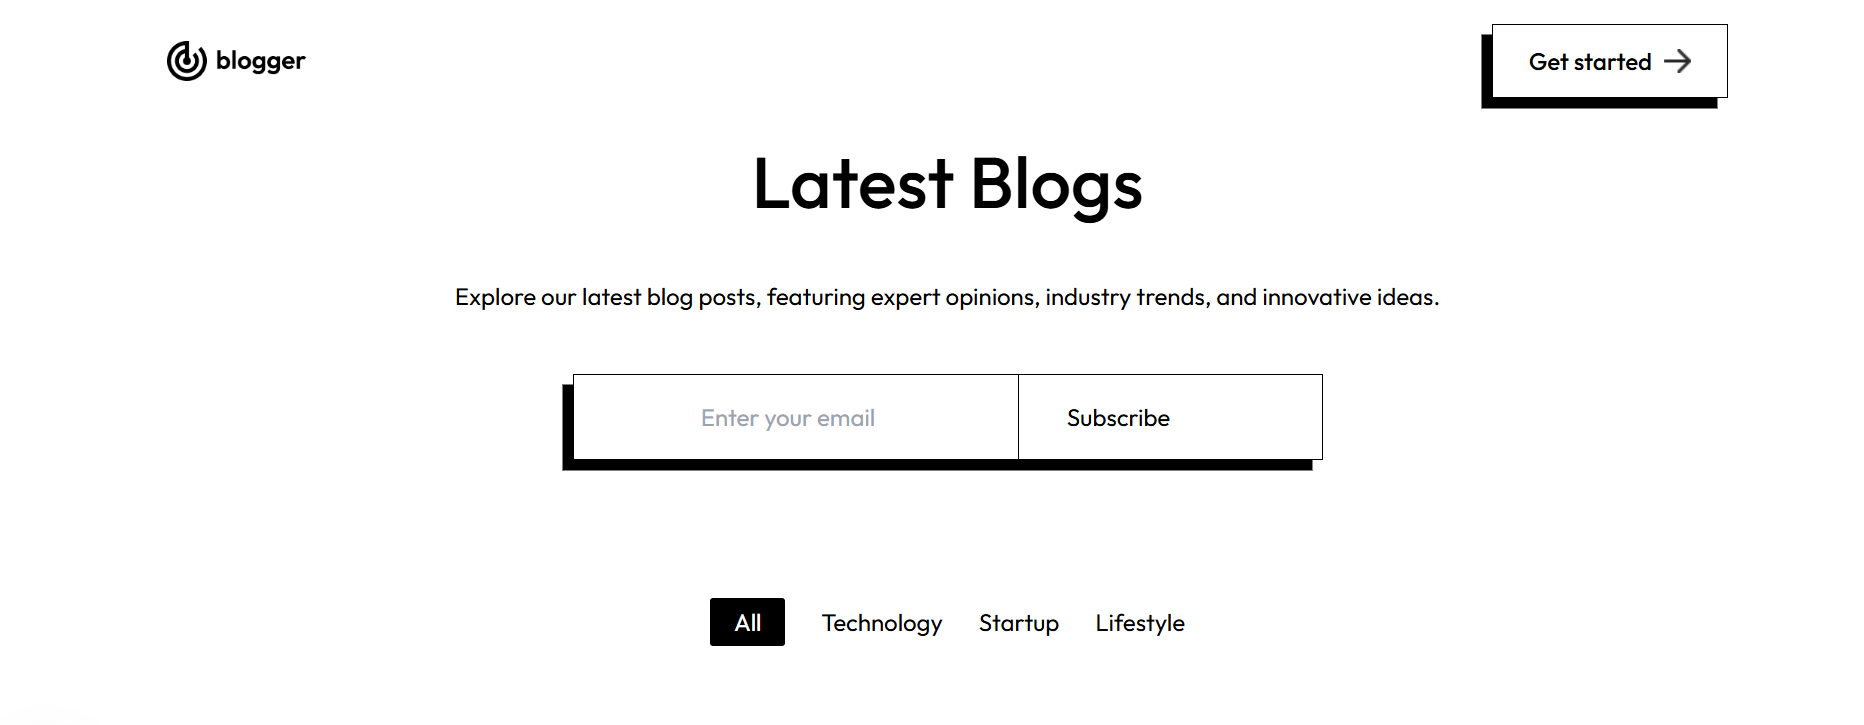 blogger
Get started
Latest Blogs
Explore our latest blog posts, featuring expert opinions, industry trends, and innovative ideas.
Enter your email Subscribe
All Technology Startup Lifestyle